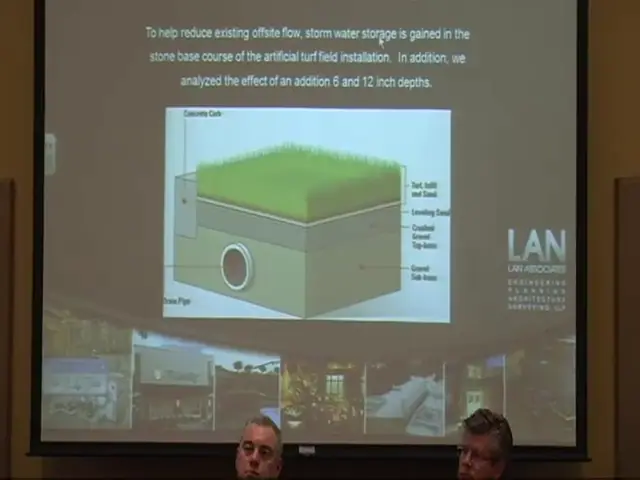 To help reduce existing offsite flow, storm water storage is gained in the
stone base course of the artificial turf field installation.  In addition, we
analyzed the effect of an addition 6 and 12 inch depths.
Concrete Curb
Turf, Infill
and Sand
Leveling Sand
Crushed
Gravel
Top-base
Gravel
Sub-base
Drain Pipe
LAN
LAN ASSOCIATES
ENGINEERING
PLANNING
ARCHITECTURE
SURVEYING, LLP